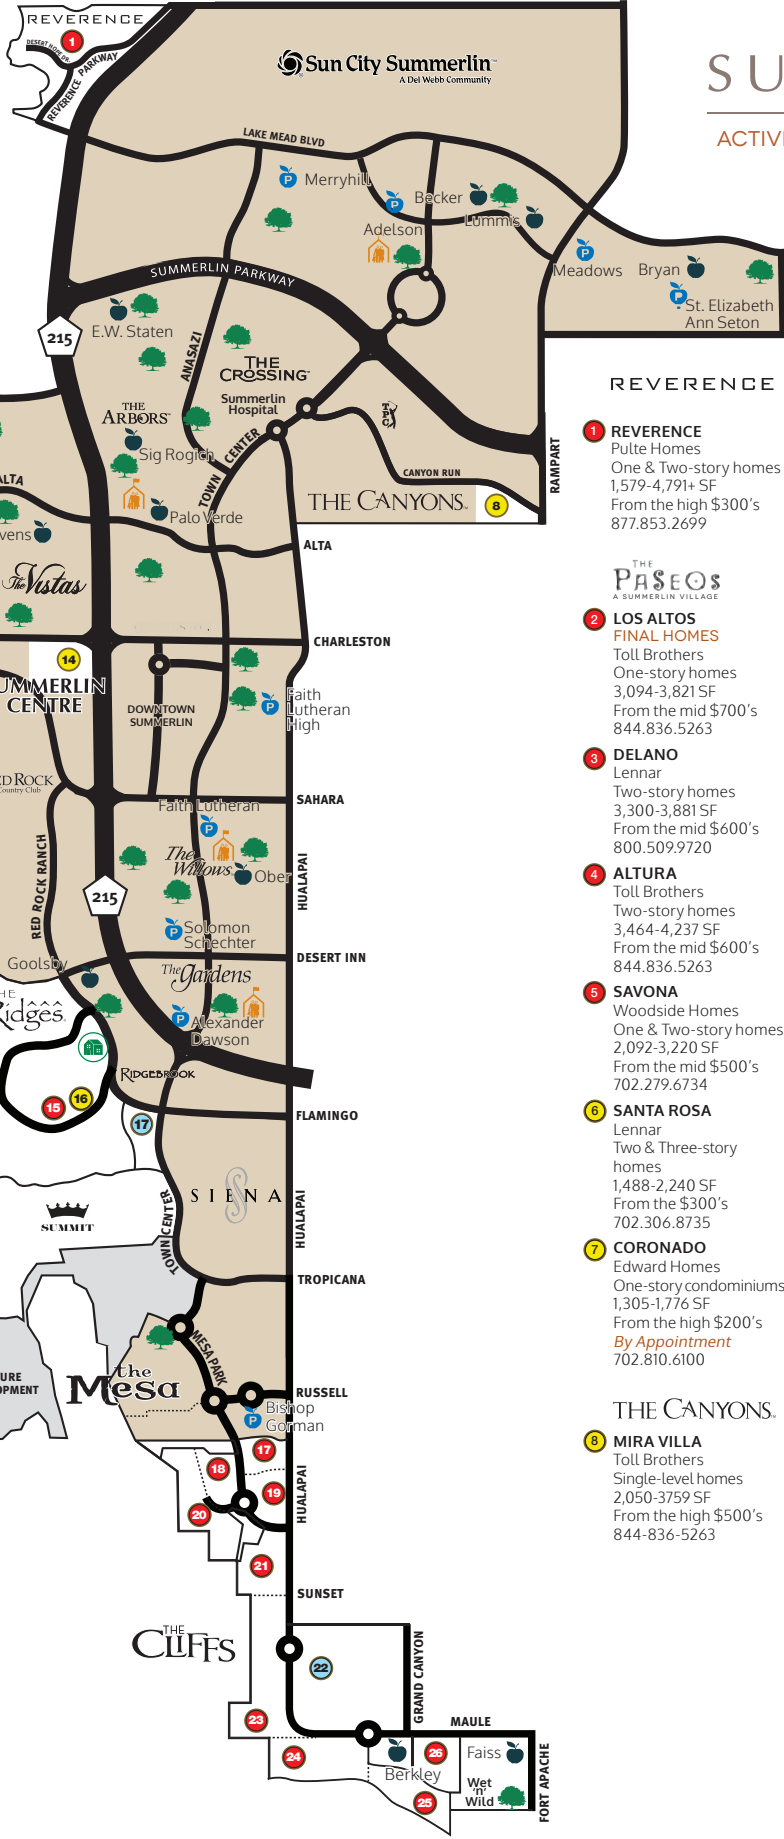 REVERENCE
DESERT HOPE DR.
1
REVERENCE PARKWAY
Sun City Summerlin™
A Del Webb Community
SU
ACTIVI
LAKE MEAD BLVD
P
Merryhill
P
Becker
Lummis
Adelson
P
Meadows
Bryan
P
St. Elizabeth
Ann Seton
SUMMERLIN PARKWAY
E.W. Staten
215
ANASAZI
THE
CROSSING
Summerlin
Hospital
TPC
THE
ARBORS
Sig Rogich
TOWN CENTER
CANYON RUN
RAMPART
THE CANYONS™
8
Palo Verde
ALTA
vens
ALTA
The Vistas
CHARLESTON
14
UMMERLIN
CENTRE
DOWNTOWN
SUMMERLIN
P
Faith
Lutheran
High
ED ROCK
Country Club
SAHARA
Faith Lutheran
P
RED ROCK RANCH
The
Willows
Ober
HUALAPAI
215
P
Solomon
Schechter
DESERT INN
Goolsby
The Gardens
HE
Ridges
P
Alexander
Dawson
RIDGEBROOK
15
16
17
FLAMINGO
SIENA
SUMMIT
TOWN CENTER
HUALAPAI
TROPICANA
MESA PARK
URE
OPMENT
the
Mesa
RUSSELL
P
Bishop
Gorman
17
18
19
20
HUALAPAI
21
SUNSET
THE
CLIFFS
22
GRAND CANYON
23
MAULE
24
Berkley
26
Faiss
Wet
'n'
Wild
25
FORT APACHE
REVERENCE
1 REVERENCE
Pulte Homes
One & Two-story homes
1,579-4,791+ SF
From the high $300's
877.853.2699
THE
PASEOS
A SUMMERLIN VILLAGE
2 LOS ALTOS
FINAL HOMES
Toll Brothers
One-story homes
3,094-3,821 SF
From the mid $700's
844.836.5263
3 DELANO
Lennar
Two-story homes
3,300-3,881 SF
From the mid $600's
800.509.9720
4 ALTURA
Toll Brothers
Two-story homes
3,464-4,237 SF
From the mid $600's
844.836.5263
5 SAVONA
Woodside Homes
One & Two-story homes
2,092-3,220 SF
From the mid $500's
702.279.6734
6 SANTA ROSA
Lennar
Two & Three-story
homes
1,488-2,240 SF
From the $300's
702.306.8735
7 CORONADO
Edward Homes
One-story condominiums
1,305-1,776 SF
From the high $200's
By Appointment
702.810.6100
THE CANYONS™
8 MIRA VILLA
Toll Brothers
Single-level homes
2,050-3759 SF
From the high $500's
844-836-5263